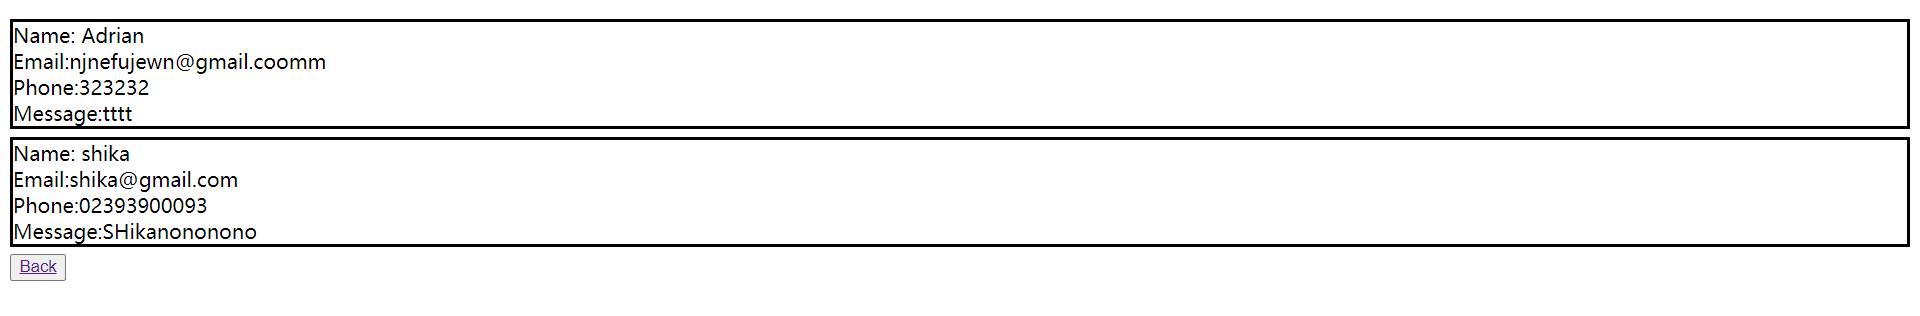 Name: Adrian
Email:njnefujewn@gmail.coomm
Phone:323232
Message:tttt
Name: shika
Email:shika@gmail.com
Phone:02393900093
Message:SHikanononono
Back